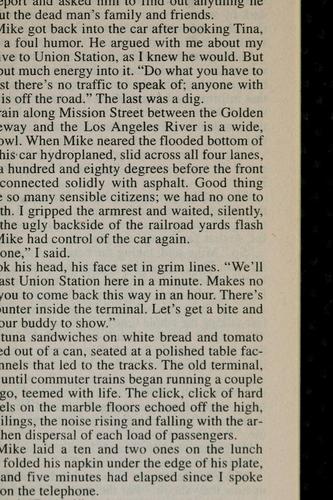 eport and asked him to find out anything he
ut the dead man's family and friends.
Mike got back into the car after booking Tina,
a foul humor. He argued with me about my
ive to Union Station, as I knew he would. But
out much energy into it. “Do what you have to
st there's no traffic to speak of; anyone with
is off the road.” The last was a dig.
rain along Mission Street between the Golden
eway and the Los Angeles River is a wide,
owl. When Mike neared the flooded bottom of
his car hydroplaned, slid across all four lanes,
a hundred and eighty degrees before the front
connected solidly with asphalt. Good thing
e so many sensible citizens; we had no one to
th. I gripped the armrest and waited, silently,
the ugly backside of the railroad yards flash
Mike had control of the car again.
one,” I said.
ok his head, his face set in grim lines. “We'll
ast Union Station here in a minute. Makes no
you to come back this way in an hour. There's
ounter inside the terminal. Let's get a bite and
our buddy to show.”
tuna sandwiches on white bread and tomato
ed out of a can, seated at a polished table fac-
nnels that led to the tracks. The old terminal,
until commuter trains began running a couple
go, teemed with life. The click, click of hard
els on the marble floors echoed off the high,
ilings, the noise rising and falling with the ar-
hen dispersal of each load of passengers.
Mike laid a ten and two ones on the lunch
folded his napkin under the edge of his plate,
and five minutes had elapsed since I spoke
on the telephone.